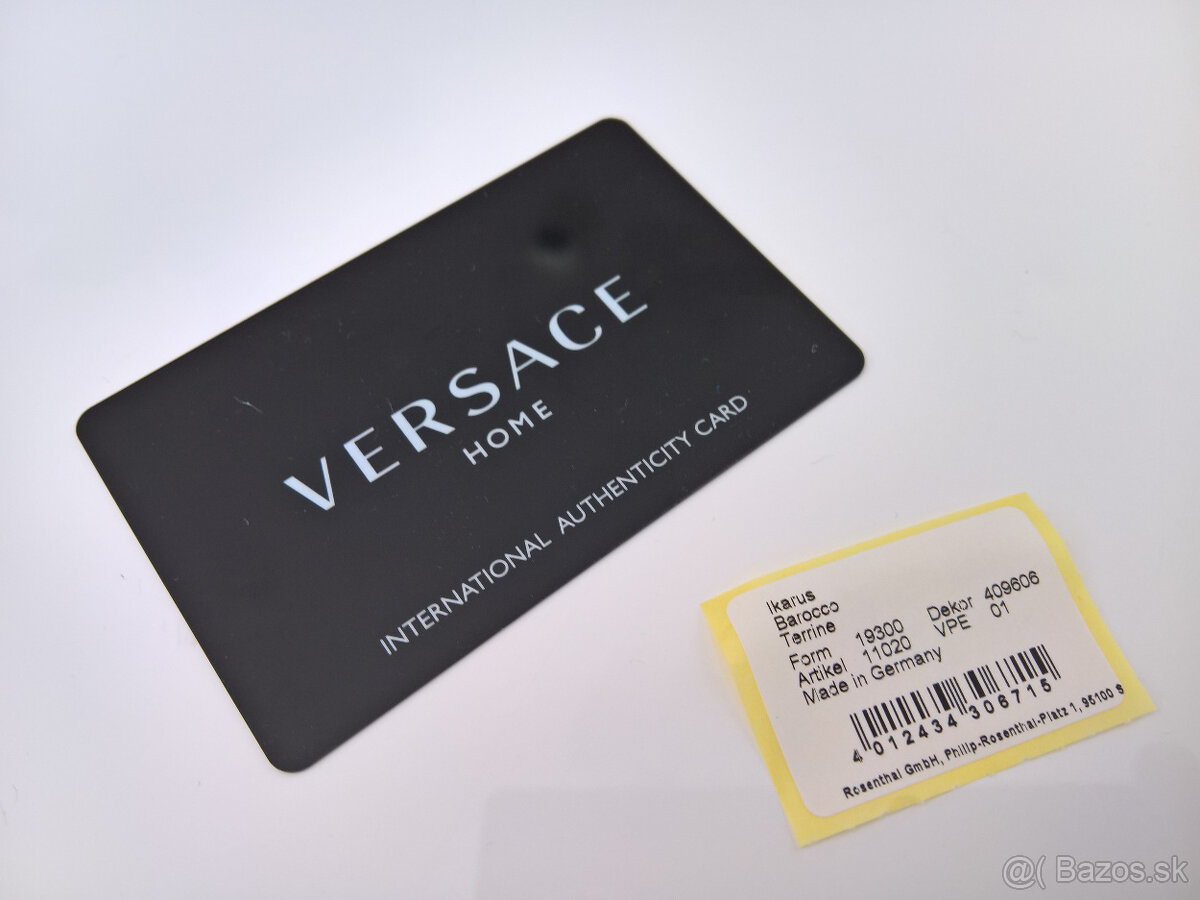 VERSACE
HOME
INTERNATIONAL AUTHENTICITY CARD
Ikarus
Barocco
Terrine
Form 19300 Dekor 409606
Artikel 11020 VPE 01
Made in Germany
4 012434 306715
Rosenthal GmbH, Philip-Rosenthal-Platz 1, 95100 S
@( Bazos.sk